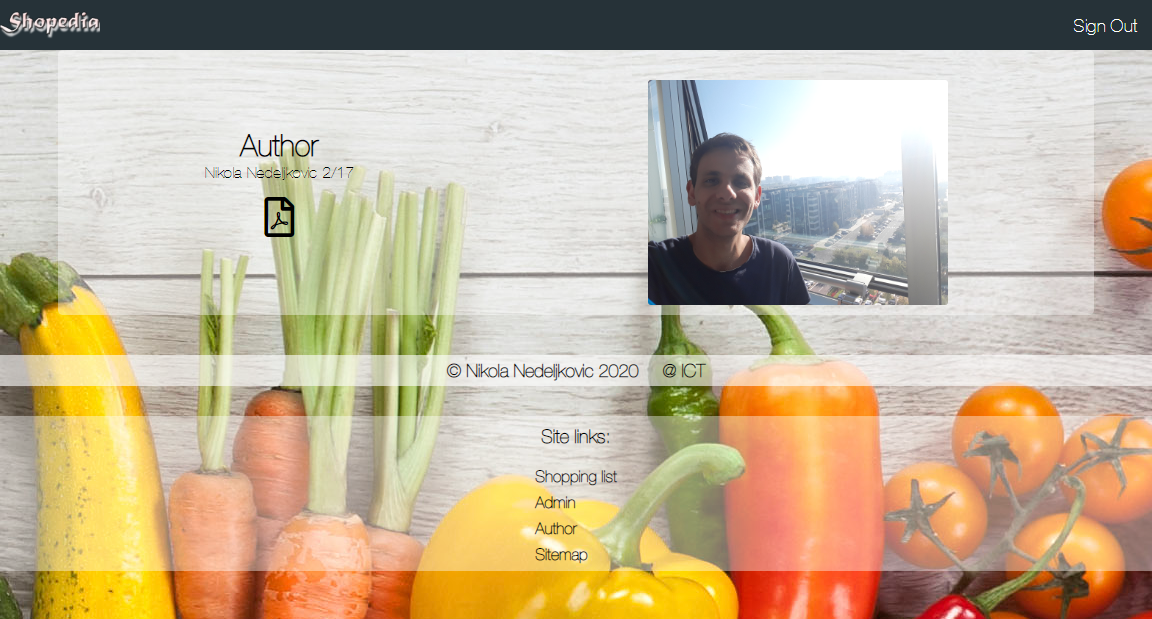 Shopedia
Sign Out
Author
Nikola Nedeljkovic 2/17
© Nikola Nedeljkovic 2020 @ ICT
Site links:
Shopping list
Admin
Author
Sitemap